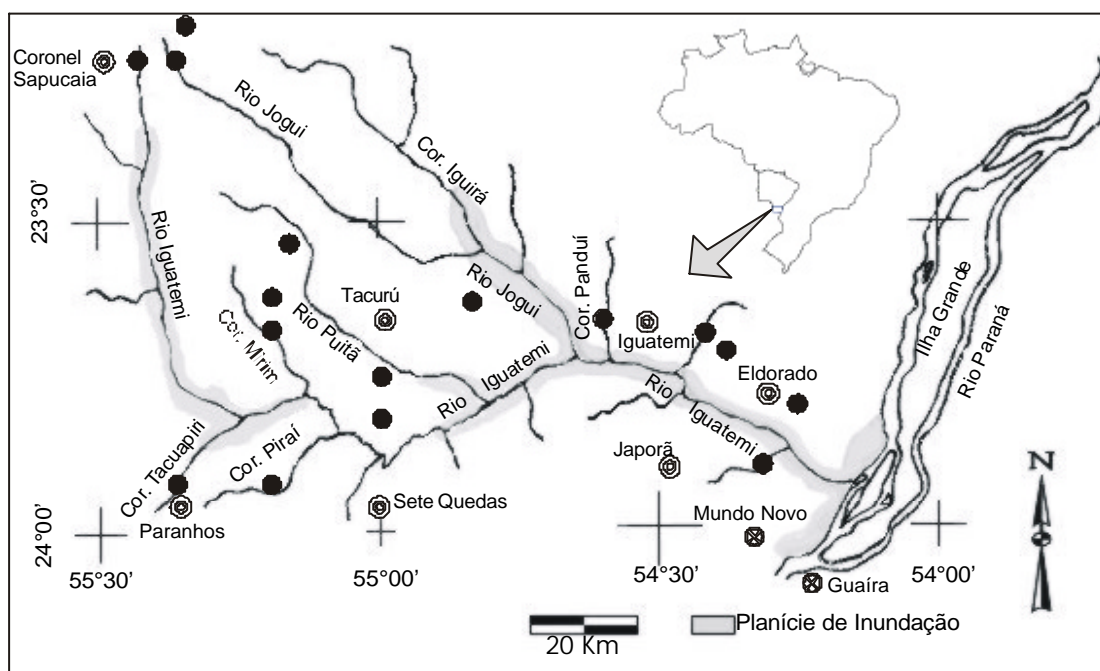 Coronel
Sapucaia
Rio Jogui
Cor. Iguirá
23°30’
Rio Iguatemi
Cor. Mirim
Rio Puitã
Tacurú
Rio Jogui
Cor. Panduí
Iguatemi
Ilha Grande
Rio Paraná
Eldorado
Rio Iguatemi
Rio Iguatemi
Cor. Tacuapiri
Cor. Piraí
Japorã
Paranhos
Sete Quedas
Mundo Novo
N
24°00’
55°30’
55°00’
54°30’
54°00’
Guaíra
20 Km
Planície de Inundação